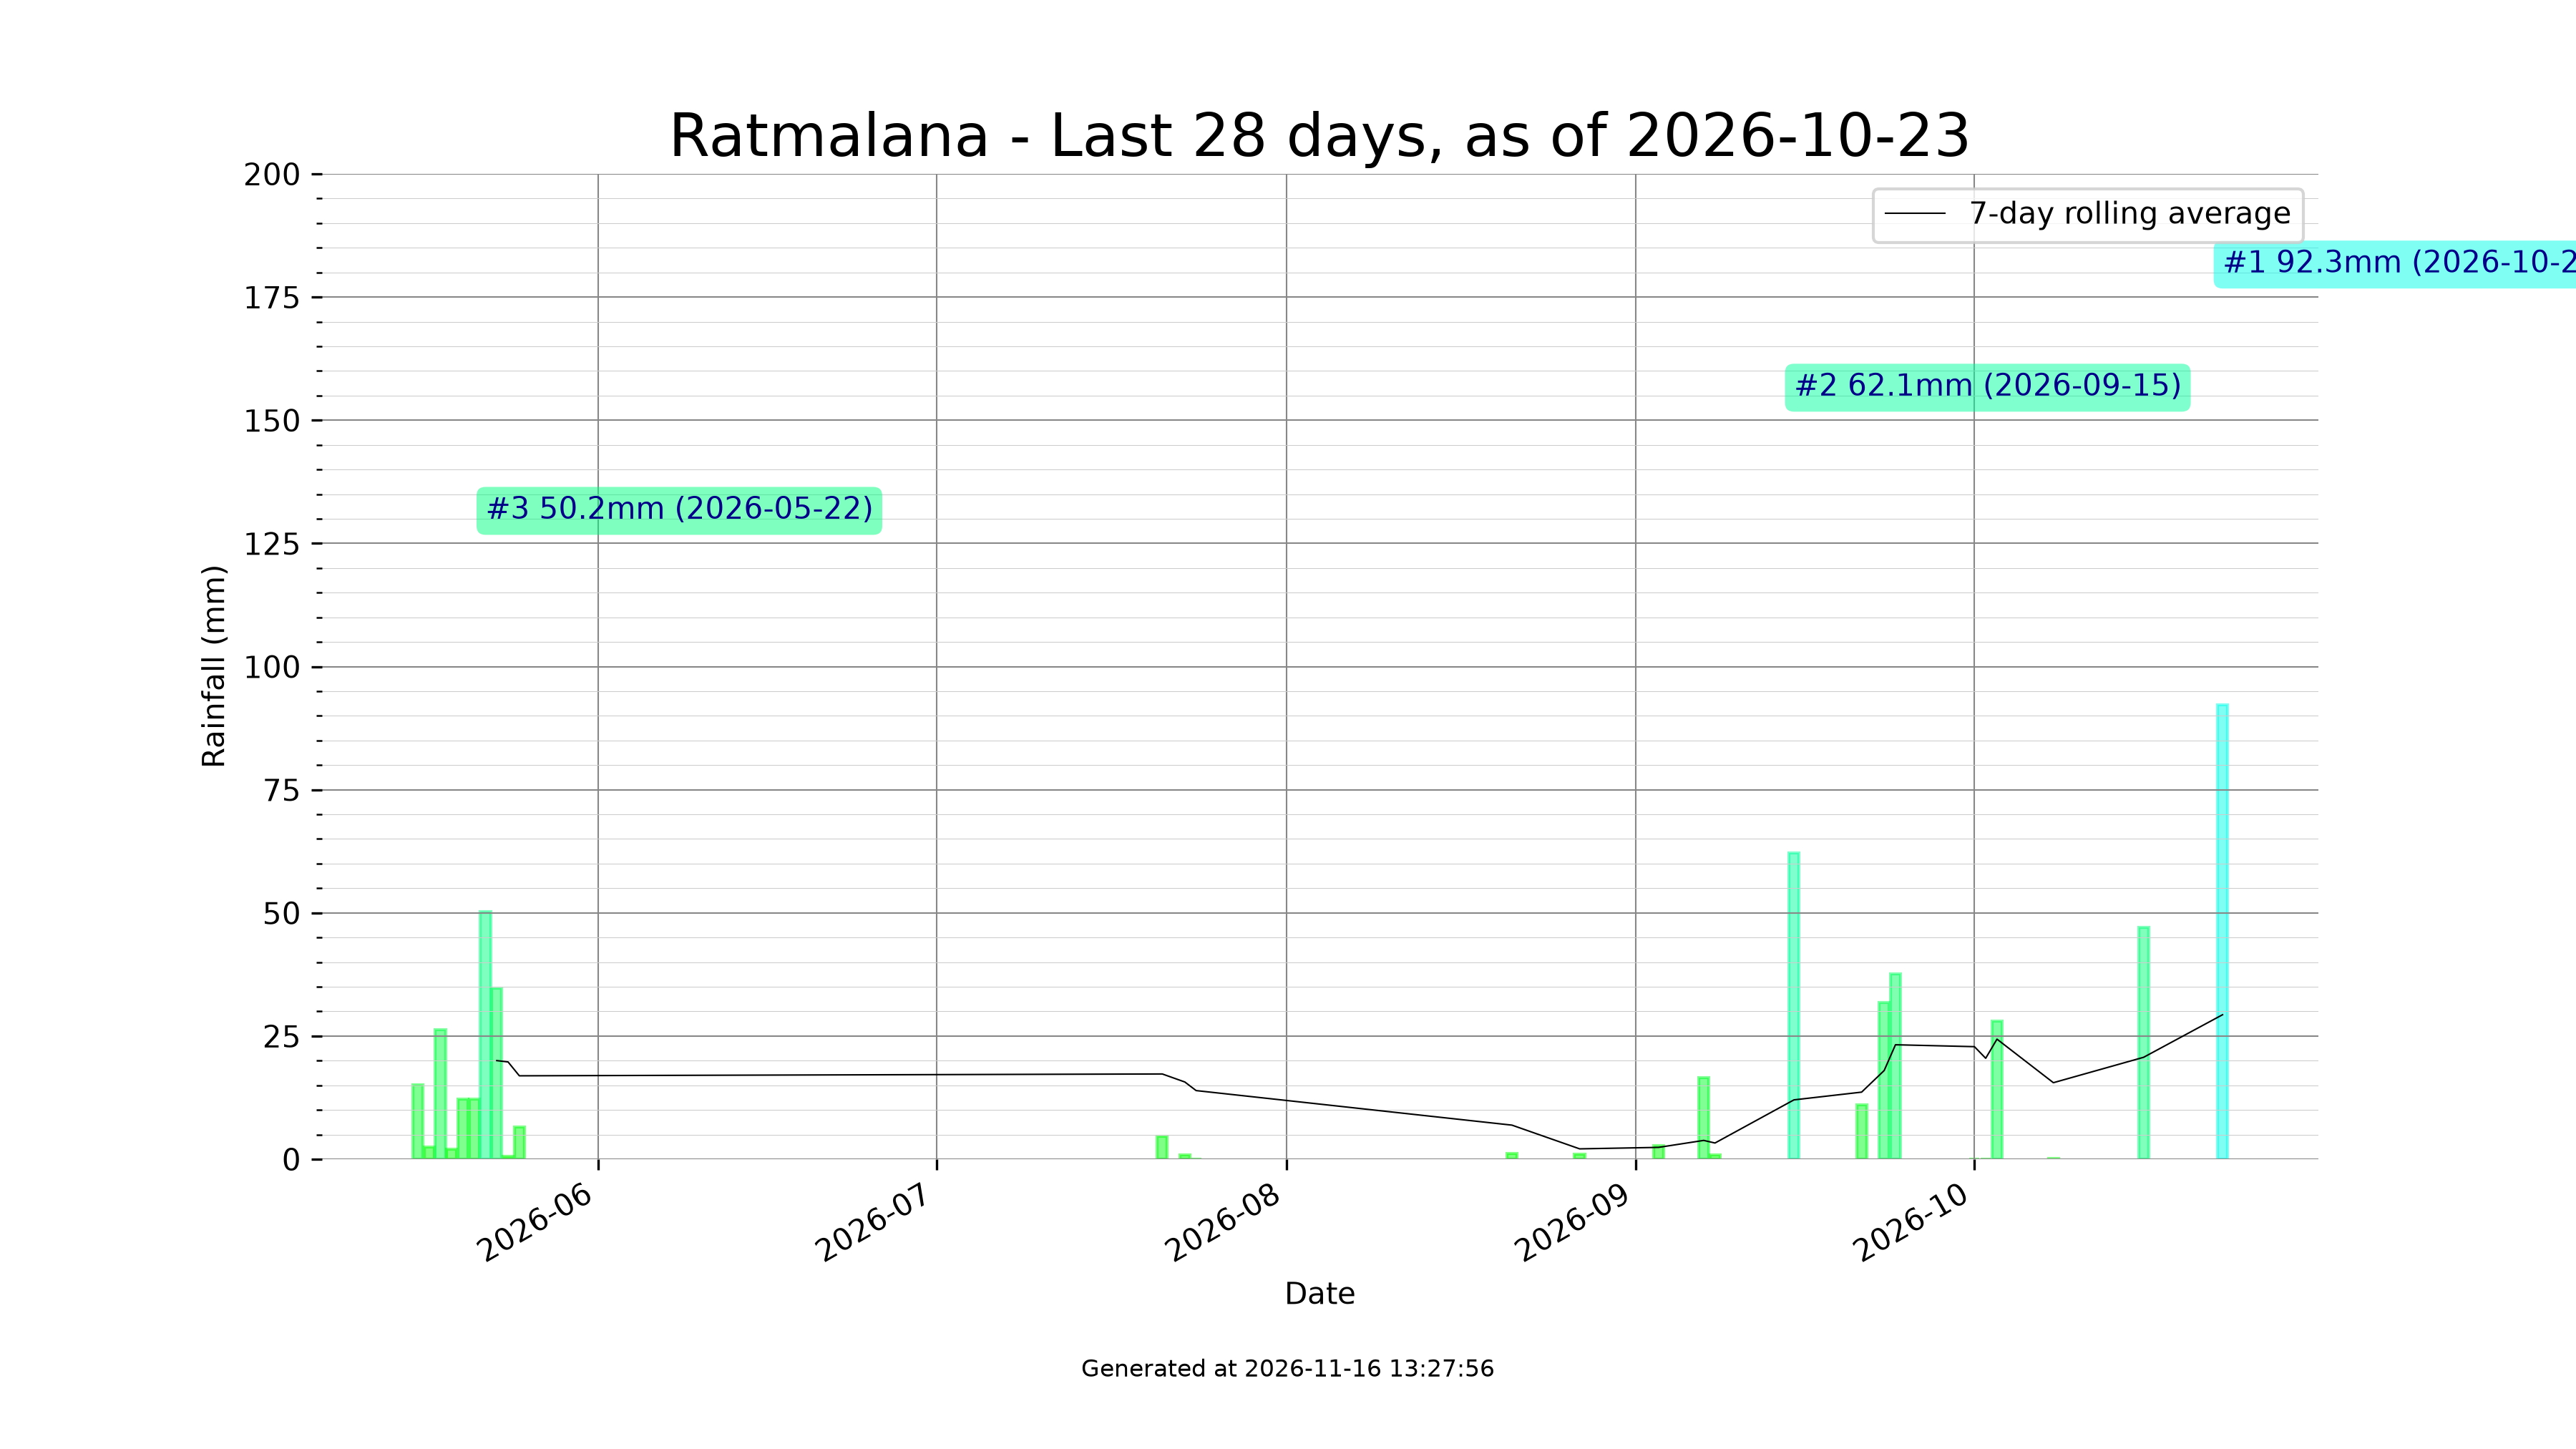 Ratmalana - Last 28 days, as of 2026-10-23
200
175
150
125
100
75
50
25
0
Rainfall (mm)
7-day rolling average
#1 92.3mm (2026-10-2
#2 62.1mm (2026-09-15)
#3 50.2mm (2026-05-22)
2026-06
2026-07
2026-08
2026-09
2026-10
Date
Generated at 2026-11-16 13:27:56